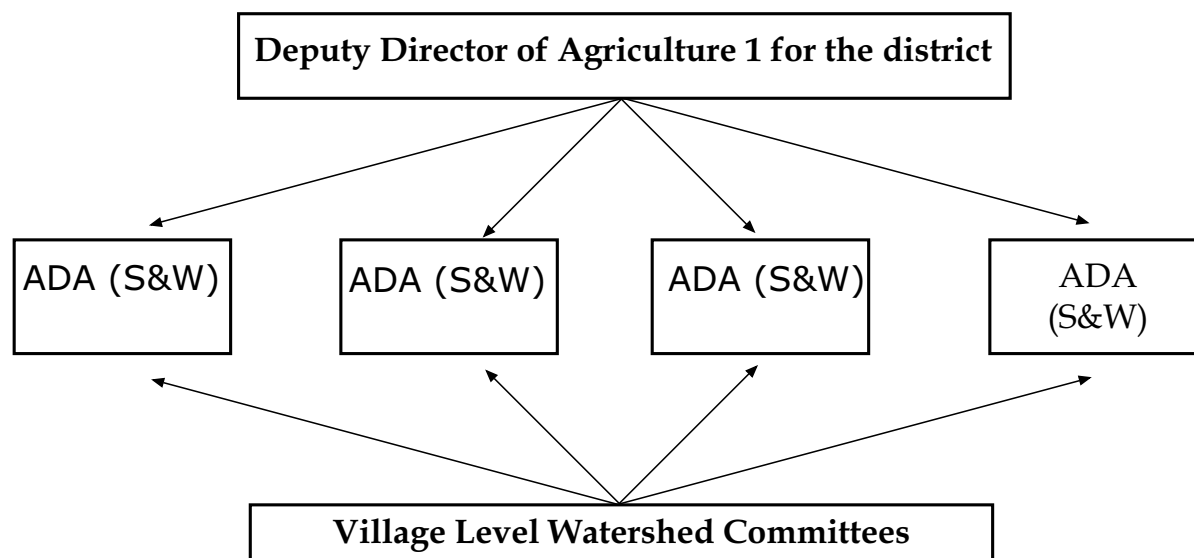 Deputy Director of Agriculture 1 for the district
ADA (S&W)
ADA (S&W)
ADA (S&W)
ADA
(S&W)
Village Level Watershed Committees